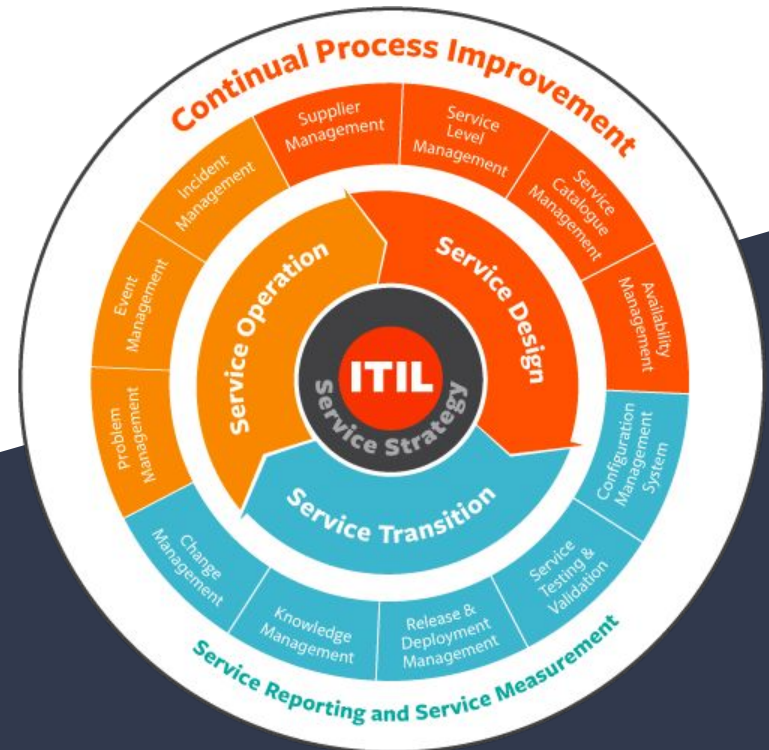 Continual Process Improvement
Supplier
Management
Service
Level
Management
Service
Catalogue
Management
Availability
Management
Configuration
Management
System
Service
Testing &
Validation
Release &
Deployment
Management
Knowledge
Management
Change
Management
Problem
Management
Event
Management
Incident
Management
Service Operation
Service Design
Service Transition
ITIL
Service Strategy
Service Reporting and Service Measurement